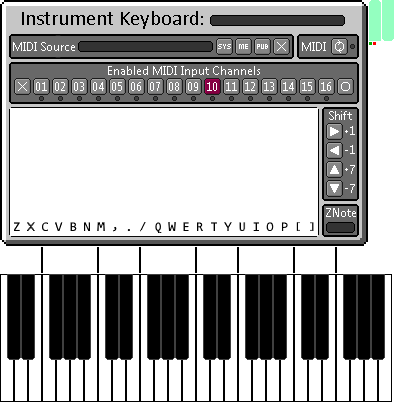 Instrument Keyboard:
MIDI Source SYS ME PUB X MIDI
Enabled MIDI Input Channels
X 01 02 03 04 05 06 07 08 09 10 11 12 13 14 15 16 O
Shift
+1
-1
+7
-7
ZNote
Z X C V B N M , . / Q W E R T Y U I O P [ ]